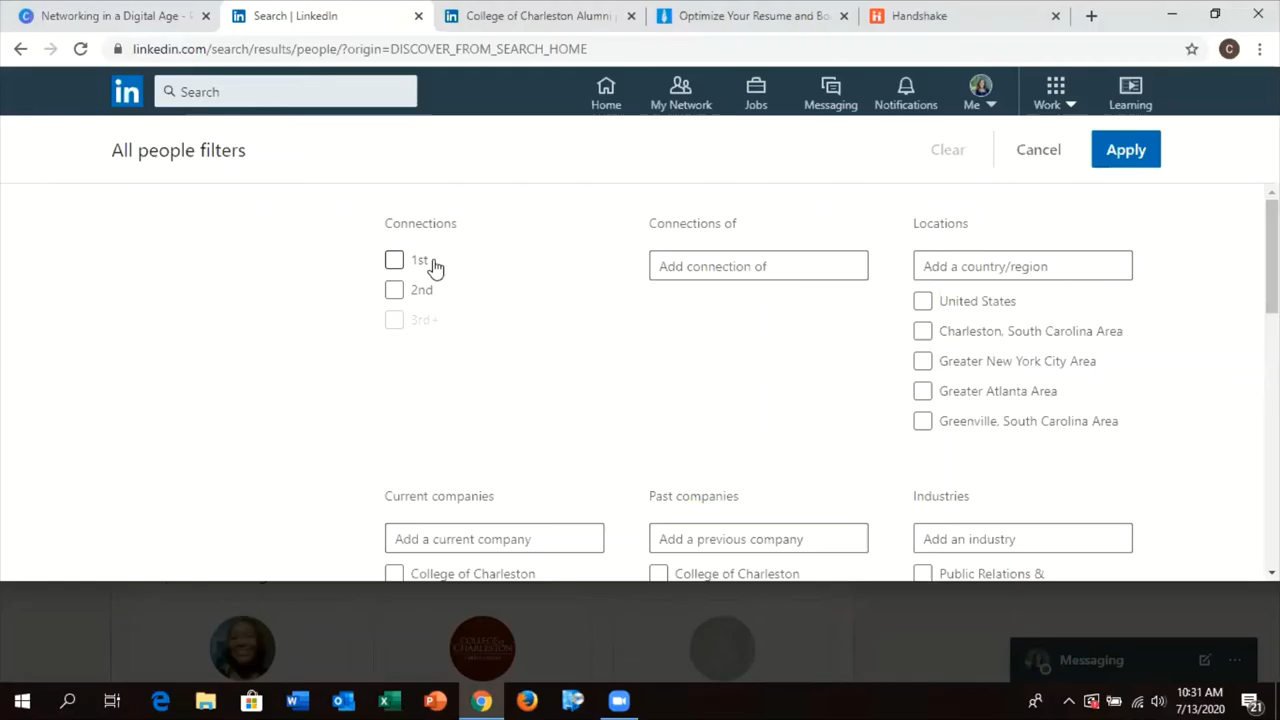 Networking in a Digital Age - P
Search | LinkedIn
College of Charleston Alumni
Optimize Your Resume and Bo
Handshake
linkedin.com/search/results/people/?origin=DISCOVER_FROM_SEARCH_HOME
C
in
Search
Home
My Network
Jobs
Messaging
Notifications
Me
Work
Learning
All people filters
Clear
Cancel
Apply
Connections
1st
2nd
3rd+
Connections of
Add connection of
Locations
Add a country/region
United States
Charleston, South Carolina Area
Greater New York City Area
Greater Atlanta Area
Greenville, South Carolina Area
Current companies
Add a current company
College of Charleston
Past companies
Add a previous company
College of Charleston
Industries
Add an industry
Public Relations &
COLLEGE of
CHARLESTON
Messaging
10:31 AM
7/13/2020
21